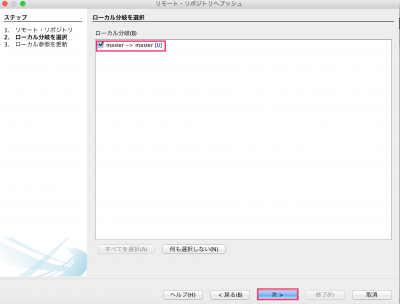 リモート・リポジトリへプッシュ
ステップ
1. リモート・リポジトリ
2. ローカル分岐を選択
3. ローカル参照を更新
ローカル分岐を選択
ローカル分岐(B)
master -> master [U]
すべてを選択(A) 何も選択しない(N)
ヘルプ(H) < 戻る(B) 次 > 終了(F) 取消